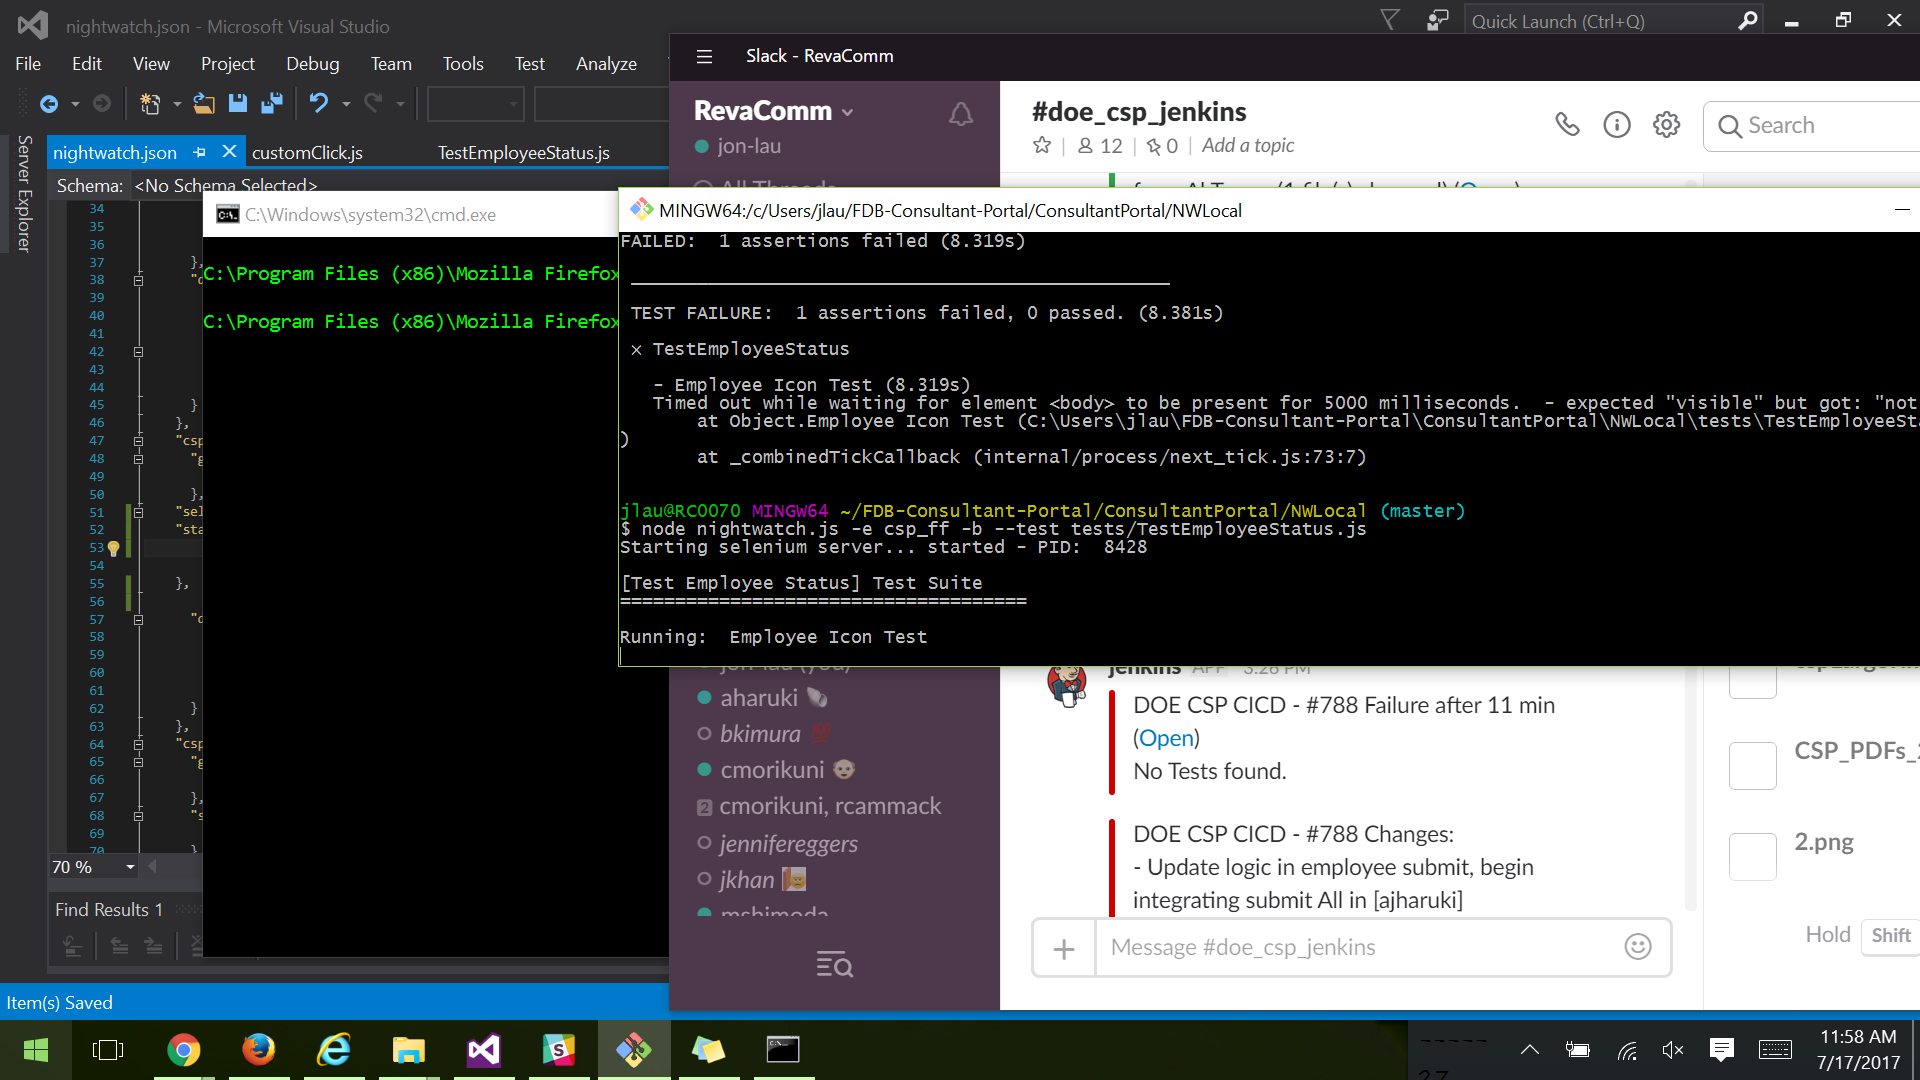 nightwatch.json - Microsoft Visual Studio
Quick Launch (Ctrl+Q)
File Edit View Project Debug Team Tools Test Analyze
Server Explorer
nightwatch.json
customClick.js
TestEmployeeStatus.js
Schema: <No Schema Selected>
34
35
36
37 },
38 "d
39
40
41
42
43
44
45 }
46 },
47 "csp
48 "g
49
50 },
51 "sel
52 "sta
53
54
55 },
56
57 "d
58
59
60
61
62 }
63 },
64 "csp
65 "g
66
67 },
68 "s
69
70 }
70 %
Find Results 1
Item(s) Saved
C:\Windows\system32\cmd.exe
C:\Program Files (x86)\Mozilla Firefox
C:\Program Files (x86)\Mozilla Firefox
Slack - RevaComm
RevaComm
jon-lau
All Threads
#doe_csp_jenkins
12 | 0 | Add a topic
Search
MINGW64:/c/Users/jlau/FDB-Consultant-Portal/ConsultantPortal/NWLocal
FAILED: 1 assertions failed (8.319s)
TEST FAILURE: 1 assertions failed, 0 passed. (8.381s)
× TestEmployeeStatus
- Employee Icon Test (8.319s)
Timed out while waiting for element <body> to be present for 5000 milliseconds. - expected "visible" but got: "not
at Object.Employee Icon Test (C:\Users\jlau\FDB-Consultant-Portal\ConsultantPortal\NWLocal\tests\TestEmployeeSta
)
at _combinedTickCallback (internal/process/next_tick.js:73:7)
jlau@RC0070 MINGW64 ~/FDB-Consultant-Portal/ConsultantPortal/NWLocal (master)
$ node nightwatch.js -e csp_ff -b --test tests/TestEmployeeStatus.js
Starting selenium server... started - PID: 8428
[Test Employee Status] Test Suite
=====================================
Running: Employee Icon Test
jon-lau (you)
aharuki
bkimura
cmorikuni
2 cmorikuni, rcammack
jennifereggers
jkhan
mshimoda
jenkins APP 3:26 PM
DOE CSP CICD - #788 Failure after 11 min
(Open)
No Tests found.
DOE CSP CICD - #788 Changes:
- Update logic in employee submit, begin
integrating submit All in [ajharuki]
Message #doe_csp_jenkins
CSP_PDFs_2
2.png
Hold Shift
11:58 AM
7/17/2017